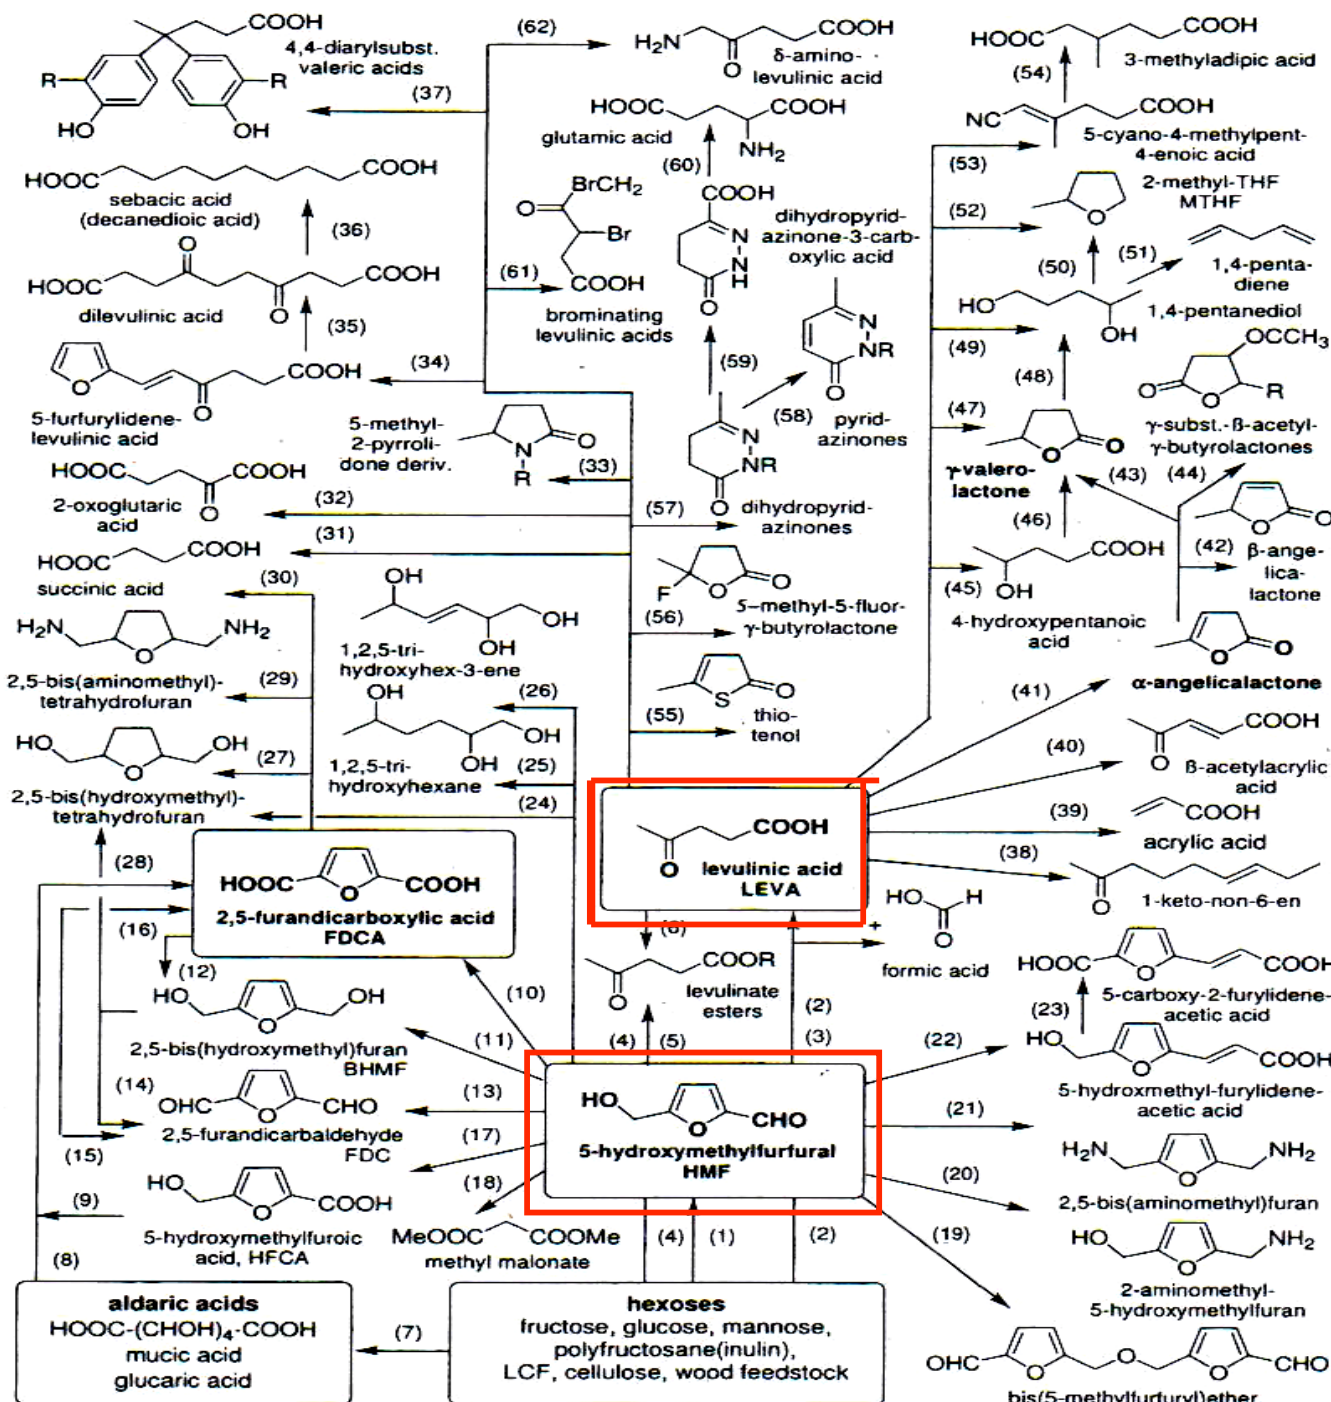 COOH
4,4-diarylsubst.
valeric acids
R
R
HO
OH
(37)
(62)
H₂N
COOH
O
δ-amino-
levulinic acid
HOOC
COOH
NH₂
glutamic acid
(60)
HOOC
COOH
3-methyladipic acid
(54)
NC
COOH
5-cyano-4-methylpent-
4-enoic acid
(53)
HOOC
COOH
sebacic acid
(decanedioic acid)
(36)
BrCH₂
O
Br
COOH
(61)
brominating
levulinic acids
COOH
N
N
H
O
dihydropyrid-
azinone-3-carb-
oxylic acid
2-methyl-THF
MTHF
O
(52)
(50)
(51)
1,4-penta-
diene
HOOC
O
O
COOH
dilevulinic acid
(35)
HO
OH
1,4-pentanediol
(49)
(48)
O
COOH
O
5-furfurylidene-
levulinic acid
(34)
(59)
N
N-R
O
(58)
pyrid-
azinones
OCCH₃
O
O
R
γ-subst.-ß-acetyl-
γ-butyrolactones
(47)
5-methyl-
2-pyrroli-
done deriv.
N
O
R
(33)
N
N-R
O
(57)
dihydropyrid-
azinones
O
O
γ-valero-
lactone
(43)
(44)
HOOC
COOH
O
2-oxoglutaric
acid
(32)
(46)
O
O
(42)
β-ange-
lica-
lactone
HOOC
COOH
succinic acid
(31)
COOH
OH
(45)
4-hydroxypentanoic
acid
F
O
O
5-methyl-5-fluor-
γ-butyrolactone
(56)
(30)
OH
OH
OH
1,2,5-tri-
hydroxyhex-3-ene
(26)
H₂N
O
NH₂
2,5-bis(aminomethyl)-
tetrahydrofuran
(29)
O
O
α-angelicalactone
(41)
S
O
(55)
thio-
tenol
OH
OH
OH
1,2,5-tri-
hydroxyhexane
(25)
HO
O
OH
(27)
2,5-bis(hydroxymethyl)-
tetrahydrofuran
(24)
COOH
O
(40)
ß-acetylacrylic
acid
COOH
O
levulinic acid
LEVA
(39)
COOH
acrylic acid
(38)
O
1-keto-non-6-en
(28)
HOOC
O
COOH
2,5-furandicarboxylic acid
FDCA
(6)
HO
H
O
+
formic acid
(16)
(12)
(10)
COOR
O
levulinate
esters
(2)
(3)
(4)
(5)
HOOC
O
COOH
5-carboxy-2-furylidene-
acetic acid
(23)
HO
O
OH
2,5-bis(hydroxymethyl)furan
BHMF
(11)
(22)
HO
O
COOH
5-hydroxmethyl-furylidene-
acetic acid
(14)
OHC
O
CHO
2,5-furandicarbaldehyde
FDC
(13)
(15)
HO
O
CHO
5-hydroxymethylfurfural
HMF
(21)
(17)
(18)
H₂N
O
NH₂
2,5-bis(aminomethyl)furan
(20)
(9)
HO
O
COOH
5-hydroxymethylfuroic
acid, HFCA
MeOOC
COOMe
methyl malonate
(4)
(1)
(2)
(19)
HO
O
NH₂
2-aminomethyl-
5-hydroxymethylfuran
(8)
aldaric acids
HOOC-(CHOH)₄-COOH
mucic acid
glucaric acid
(7)
hexoses
fructose, glucose, mannose,
polyfructosane(inulin),
LCF, cellulose, wood feedstock
OHC
O
O
O
CHO
bis(5-methylfurfuryl)ether